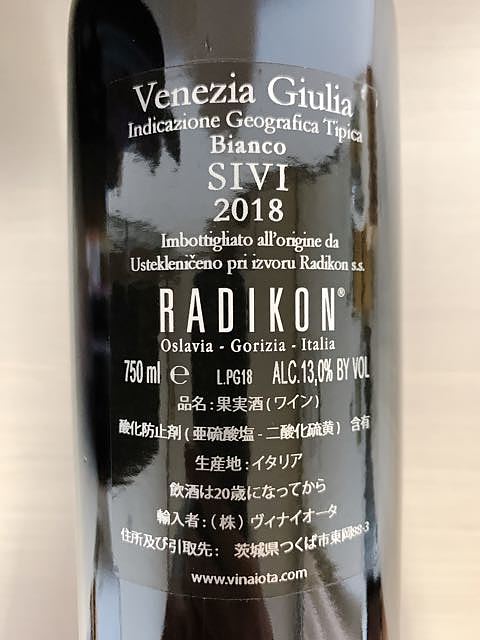 Venezia Giulia
Indicazione Geografica Tipica
Bianco
SIVI
2018
Imbottigliato all'origine da
Ustekleničeno pri izvoru Radikon s.s.
RADIKON®
Oslavia - Gorizia - Italia
750 ml ℮ L.PG18 ALC.13,0% BY VOL
品名:果実酒(ワイン)
酸化防止剤(亜硫酸塩-二酸化硫黄) 含有
生産地:イタリア
飲酒は20歳になってから
輸入者:(株)ヴィナイオータ
住所及び引取先: 茨城県つくば市東岡88-3
www.vinaiota.com